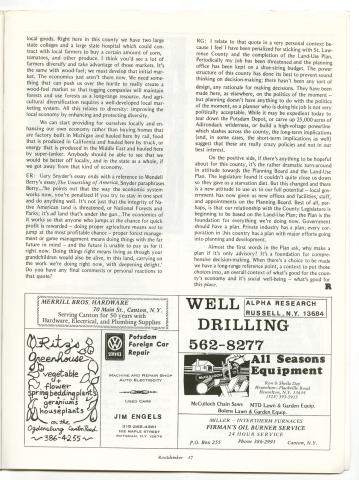 local goods. Right here in this county we have two large
state colleges and a large state hospital which could con-
tract with local farmers to buy a certain amount of corn,
tomatoes, and other produce. I think you'd see a lot of
farmers diversify and take advantage of those markets. It's
the same with wood-fuel; we must develop that initial mar-
ket. The economics just aren't there now. We need some-
thing that can push us over the hurdle to really create a
wood-fuel market so that logging companies will maintain
forests and use forests as a long-range resource. And agri-
cultural diversification requires a well-developed local mar-
keting system. All this relates to diversity: improving the
local economy by enhancing and protecting diversity.
We can start providing for ourselves locally and en-
hancing our own economy rather than buying homes that
are factory built in Michigan and hauled here by rail, food
that is produced in California and hauled here by truck, or
energy that is produced in the Middle East and hauled here
by super-tanker. Anybody should be able to see that we
would be better off locally, and in the state as a whole, if
we got away from that kind of economy.
ER: Gary Snyder's essay ends with a reference to Wendell
Berry's essay, The Unsettling of America. Snyder paraphrases
Berry, "he points out that the way the economic system
works now, you're penalized if you try to stay in one place
and do anything well. It's not just that the integrity of Na-
tive American land is threatened, or National Forests and
Parks; it's all land that's under the gun...The economics of
it works so that anyone who jumps at the chance for quick
profit is rewarded – doing proper agriculture means not to
jump at the most profitable chance – proper forest manage-
ment or game management means doing things with the far
future in mind – and the future is unable to pay us for it
right now. Doing things right means living as though your
grandchildren would also be alive, in this land, carrying on
the work we're doing right now, with deepening delight.'
Do you have any final comments or personal reactions to
that quote?
RG: I relate to that quote in a very personal context be-
cause I feel I have been penalized for sticking with St. Law-
rence County and the completion of the Land-Use Plan.
Periodically my job has been threatened and the planning
office has been kept on a shoe-string budget. The power
structure of this county has done its best to prevent sound
thinking on decision-making; there hasn't been any sort of
design, any rationale for making decisions. They have been
made here, as elsewhere, on the politics of the moment –
but planning doesn't have anything to do with the politics
of the moment, so a planner who is doing his job is not very
politically acceptable. While it may be expedient today to
tear down the Potsdam Depot, or carve up 20,000 acres of
Adirondack wilderness, or build a high-voltage powerline
which slashes across the county, the long-term implications
(and, in some cases, the short-term implications as well)
suggest that these are really crazy policies and not in our
best interest.
On the positive side, if there's anything to be hopeful
about for this county, it's the rather dramatic turn-around
in attitude towards the Planning Board and the Land-Use
Plan. The legislature found it couldn't quite close us down
so they gave us a starvation diet. But this changed and there
is a new attitude to use us to our full potential – local gov-
ernment has now given us new offices and facilities, staff,
and appointments on the Planning Board. Best of all, per-
haps, is that our relationship with the County Legislature is
beginning to be based on the Land-Use Plan; the Plan is the
foundation for everything we are doing now. Government
should have a plan. Private industry has a plan; every cor-
poration in this country has a plan with major effort going
into planning and development.
Almost the first words in the Plan ask, why make a
plan if it's only advisory? It's a foundation for compre-
hensive decision-making. When there's a choice to be made
we have a long-range reference point, a context to put those
choices into, an overall context of what's good for the coun-
ty's economy and its social well-being – what's good for
this place.
R
MERRILL BROS. HARDWARE
70 Main St., Canton, N.Y.
Serving Canton for 50 years with
Hardware, Electrical, and Plumbing Supplies
Ritz's
Greenhouse
vegetable
&
flower
spring bedding plants
geraniums
houseplants
on the
Ogdensburg Canton Road
386-4255
Potsdam
Foreign Car
Repair
SERVICE
MACHINE AND REPAIR SHOP
AUTO ELECTRICITY
USED CARS
JIM ENGELS
315-265-4281
122 MAPLE STREET
POTSDAM, N.Y. 13676
WELL
DRILLING
562-8277
ALPHA RESEARCH
RUSSELL, N.Y. 13684
All Seasons
Equipment
Ron & Sheila Day
Heuvelton-Flackville Road
Heuvelton, N.Y. 13654
McCulloch Chain Saws MTD Lawn & Garden Equip.
Bolens Lawn & Garden Equip.
MILLER – INTERTHERM FURNACES
FIRMAN'S OIL BURNER SERVICE
24 HOUR SERVICE
P.O. Box 255 Phone 386-2991 Canton, N.Y.
Rootdrinker 17